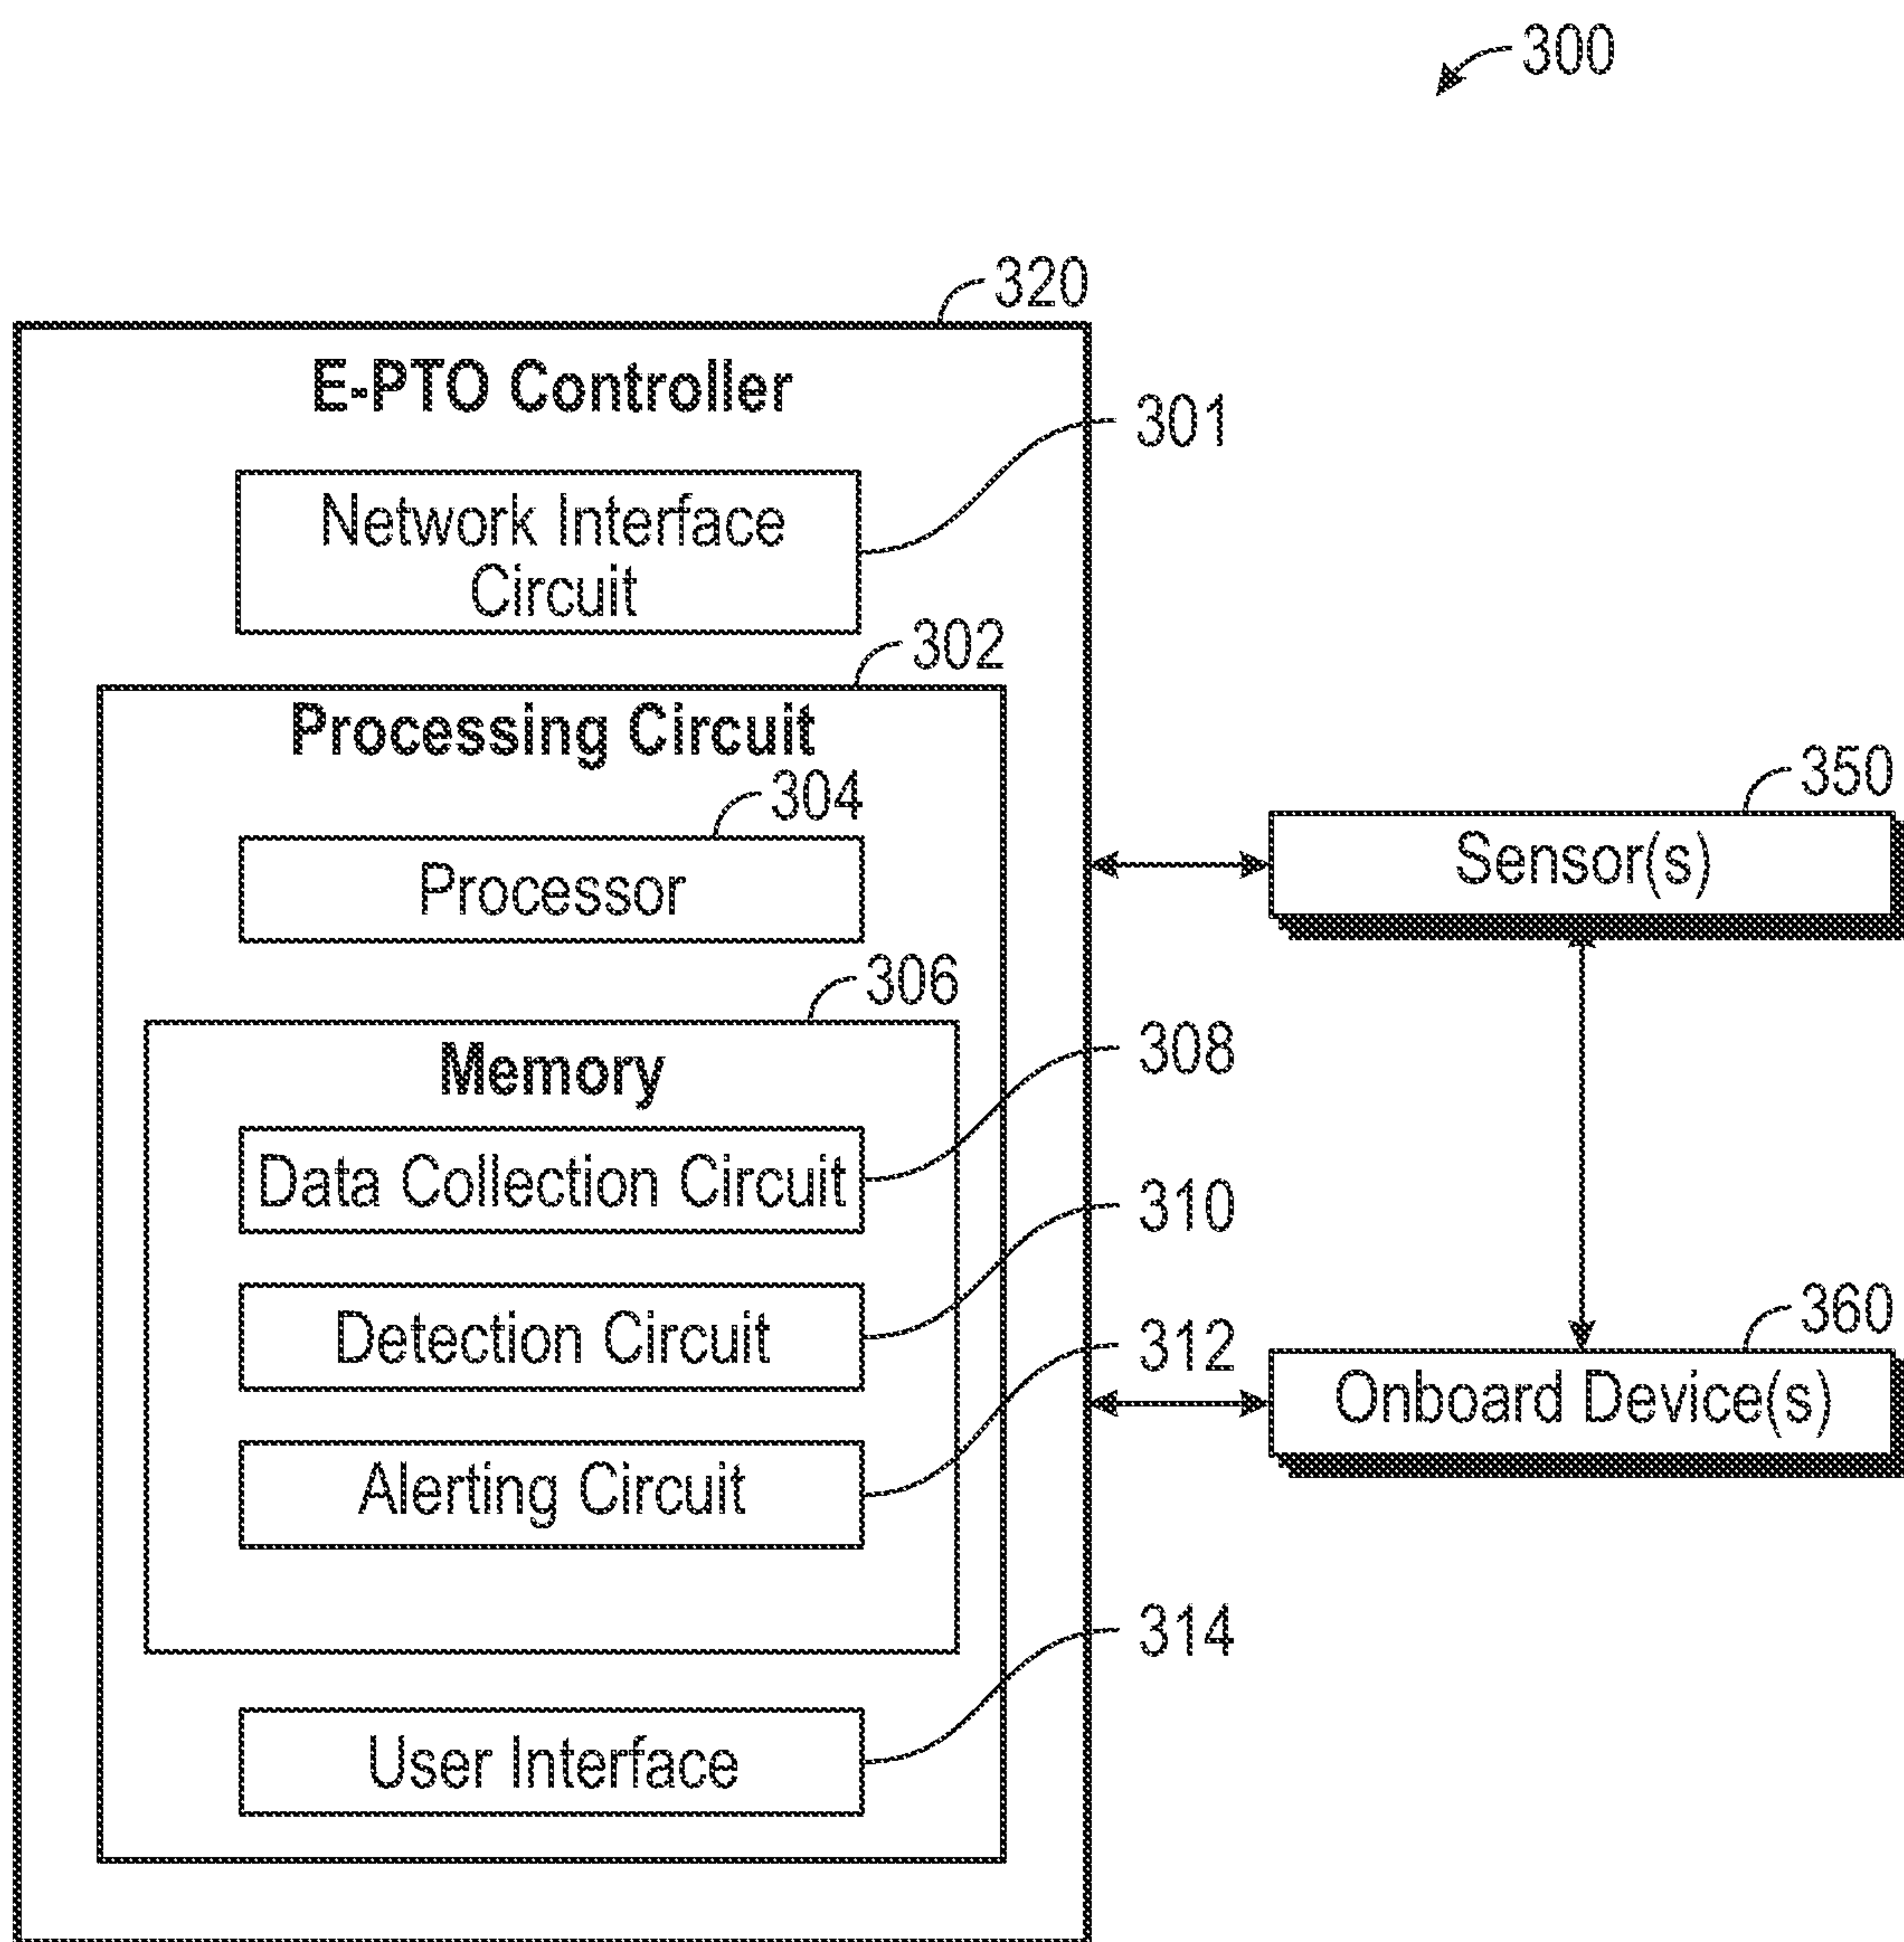 300
320
E-PTO Controller
301
Network Interface
Circuit
302
Processing Circuit
304
Processor
350
Sensor(s)
306
Memory
308
Data Collection Circuit
310
Detection Circuit
312
360
Onboard Device(s)
Alerting Circuit
314
User Interface